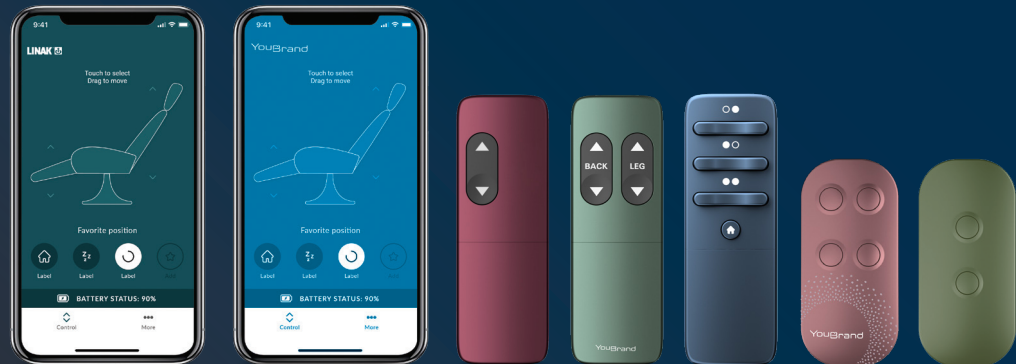 9:41
LINAK
Touch to select
Drag to move
Favorite position
Label
Label
Label
Add
BATTERY STATUS: 90%
Control
More
9:41
YouBrand
Touch to select
Drag to move
Favorite position
Label
Label
Label
Add
BATTERY STATUS: 90%
Control
More
BACK
LEG
YouBrand
YouBrand